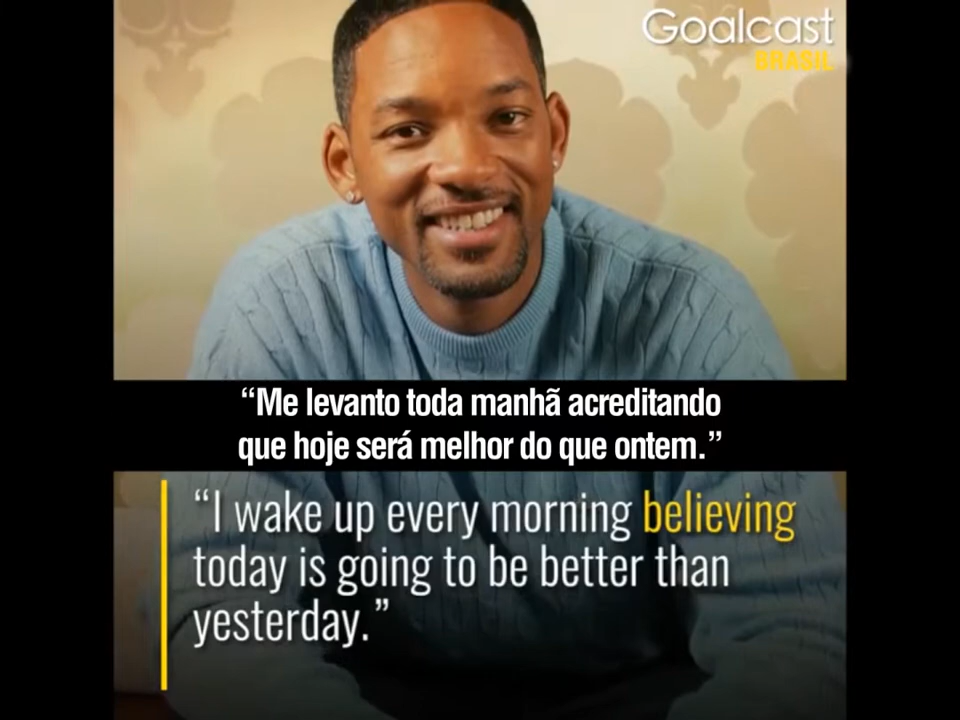 Goalcast
BRASIL
“Me levanto toda manhã acreditando
que hoje será melhor do que ontem.”
“I wake up every morning believing
today is going to be better than
yesterday.”